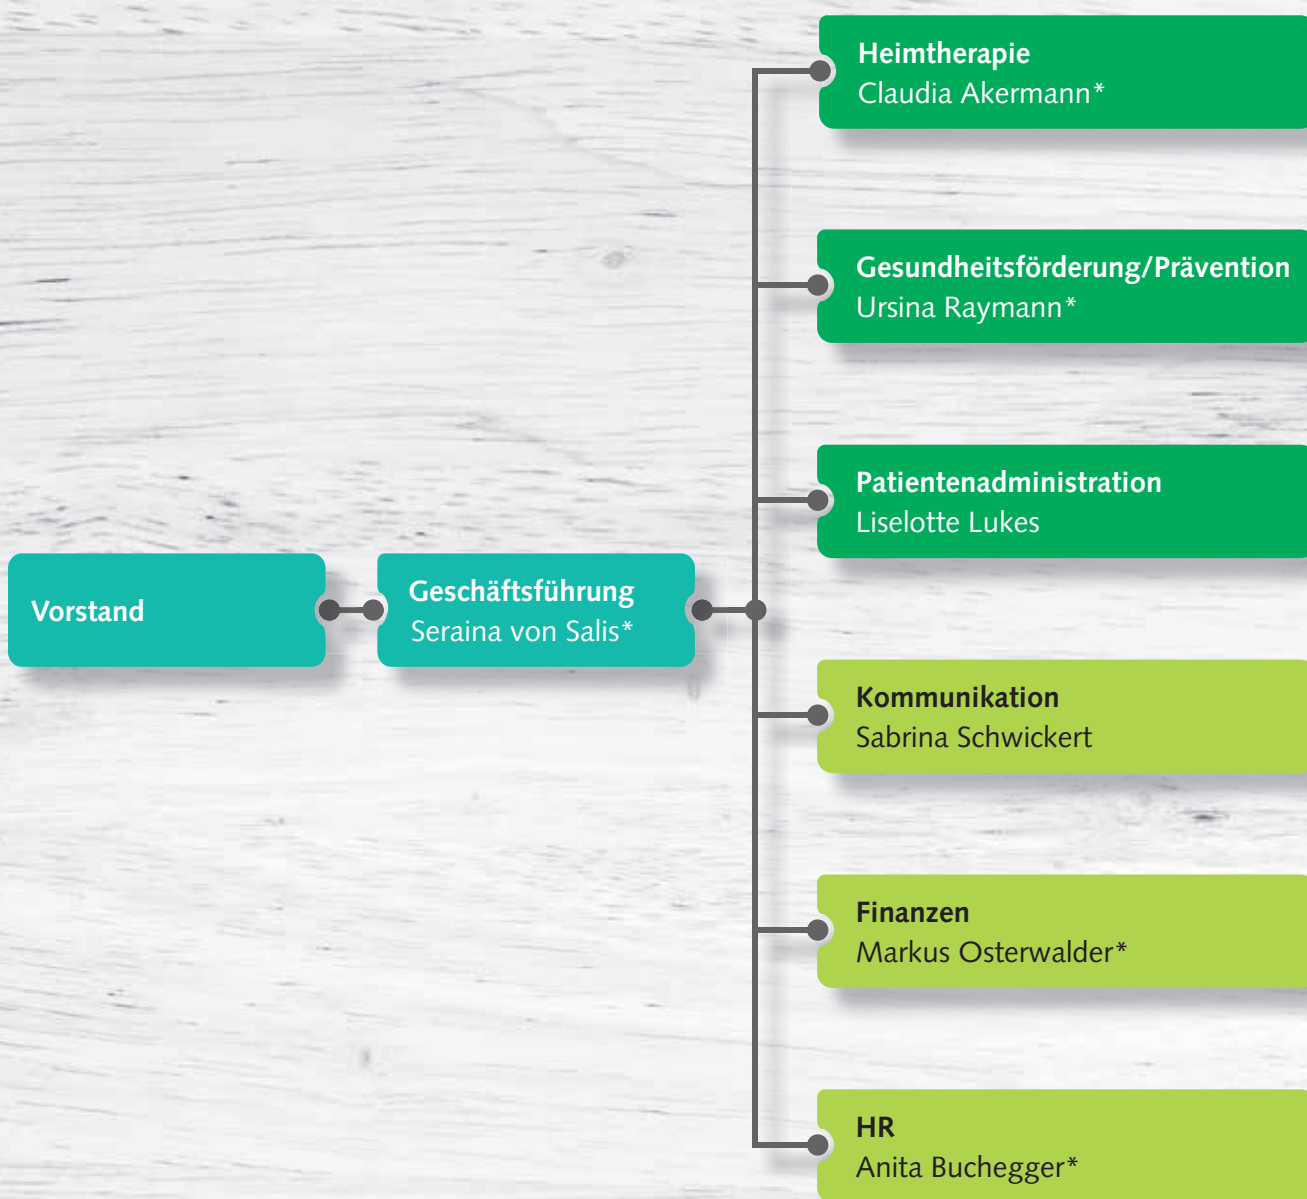 Heimtherapie
Claudia Akermann*
Gesundheitsförderung/Prävention
Ursina Raymann*
Patientenadministration
Liselotte Lukes
Vorstand
Geschäftsführung
Seraina von Salis*
Kommunikation
Sabrina Schwickert
Finanzen
Markus Osterwalder*
HR
Anita Buchegger*